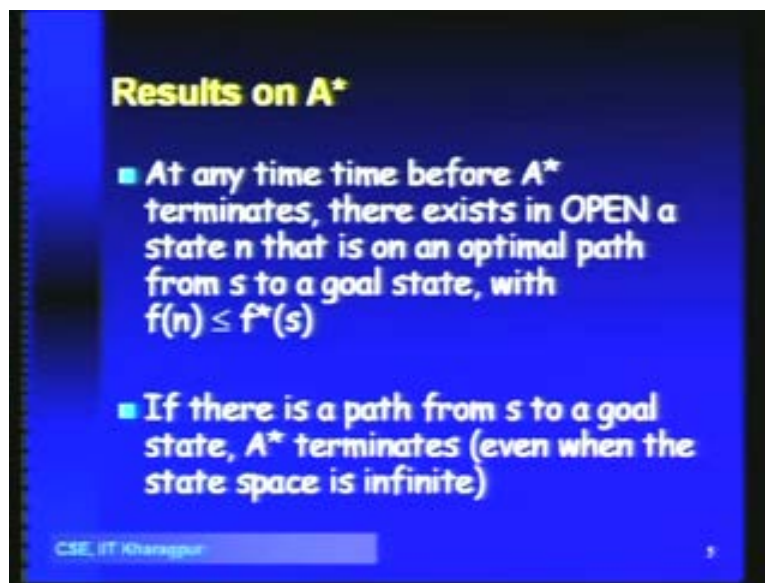 Results on A*
At any time time before A*
terminates, there exists in OPEN a
state n that is on an optimal path
from s to a goal state, with
f(n) ≤ f*(s)
If there is a path from s to a goal
state, A* terminates (even when the
state space is infinite)
CSE, IIT Kharagpur